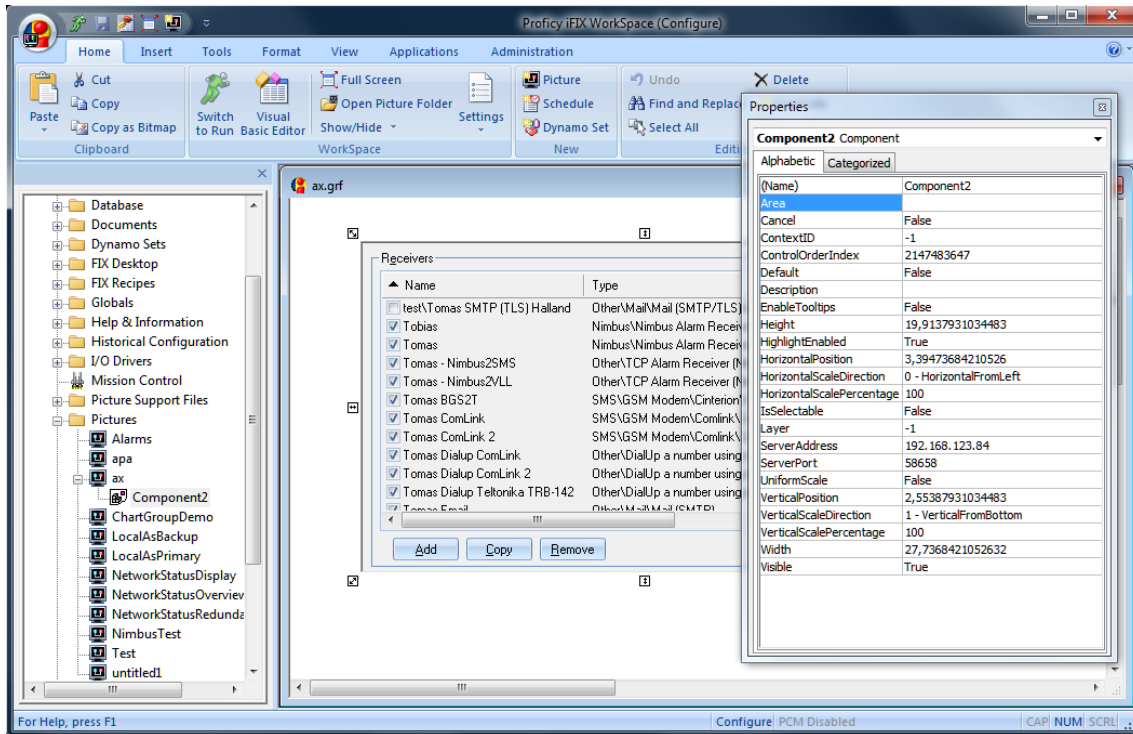 Proficy iFIX WorkSpace (Configure)
Home Insert Tools Format View Applications Administration
Paste
Cut
Copy
Copy as Bitmap
Clipboard
Switch to Run
Visual Basic Editor
Full Screen
Open Picture Folder
Show/Hide
Settings
WorkSpace
Picture
Schedule
Dynamo Set
New
Undo
Find and Replace
Select All
Delete
Editi
Database
Documents
Dynamo Sets
FIX Desktop
FIX Recipes
Globals
Help & Information
Historical Configuration
I/O Drivers
Mission Control
Picture Support Files
Pictures
Alarms
apa
ax
Component2
ChartGroupDemo
LocalAsBackup
LocalAsPrimary
NetworkStatusDisplay
NetworkStatusOverview
NetworkStatusRedunda
NimbusTest
Test
untitled1
ax.grf
Receivers
Name Type
test\Tomas SMTP (TLS) Halland Other\Mail\Mail (SMTP/TLS)
Tobias Nimbus\Nimbus Alarm Receiv
Tomas Nimbus\Nimbus Alarm Receiv
Tomas - Nimbus2SMS Other\TCP Alarm Receiver (N
Tomas - Nimbus2VLL Other\TCP Alarm Receiver (N
Tomas BGS2T SMS\GSM Modem\Cinterion\
Tomas ComLink SMS\GSM Modem\Comlink\
Tomas ComLink 2 SMS\GSM Modem\Comlink\
Tomas Dialup ComLink Other\DialUp a number using
Tomas Dialup ComLink 2 Other\DialUp a number using
Tomas Dialup Teltonika TRB-142 Other\DialUp a number using
Tomas Email Other\Mail\Mail (SMTP)
Add Copy Remove
Properties
Component2 Component
Alphabetic Categorized
(Name) Component2
Area
Cancel False
ContextID -1
ControlOrderIndex 2147483647
Default False
Description
EnableTooltips False
Height 19,9137931034483
HighlightEnabled True
HorizontalPosition 3,39473684210526
HorizontalScaleDirection 0 - HorizontalFromLeft
HorizontalScalePercentage 100
IsSelectable False
Layer -1
ServerAddress 192.168.123.84
ServerPort 58658
UniformScale False
VerticalPosition 2,55387931034483
VerticalScaleDirection 1 - VerticalFromBottom
VerticalScalePercentage 100
Width 27,7368421052632
Visible True
For Help, press F1
Configure PCM Disabled CAP NUM SCRL